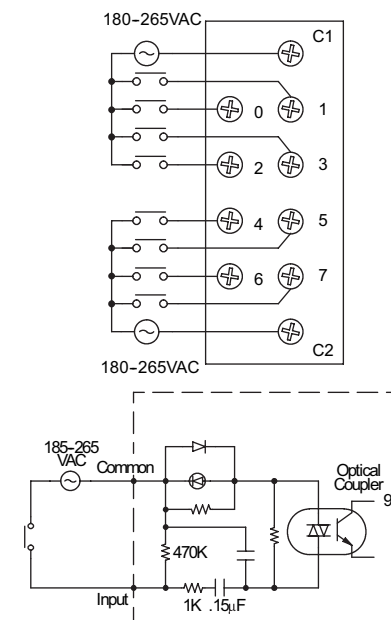 180-265VAC
C1
0 1
2 3
4 5
6 7
C2
180-265VAC
185-265
VAC
Common
Optical
Coupler
9
470K
Input
1K .15µF